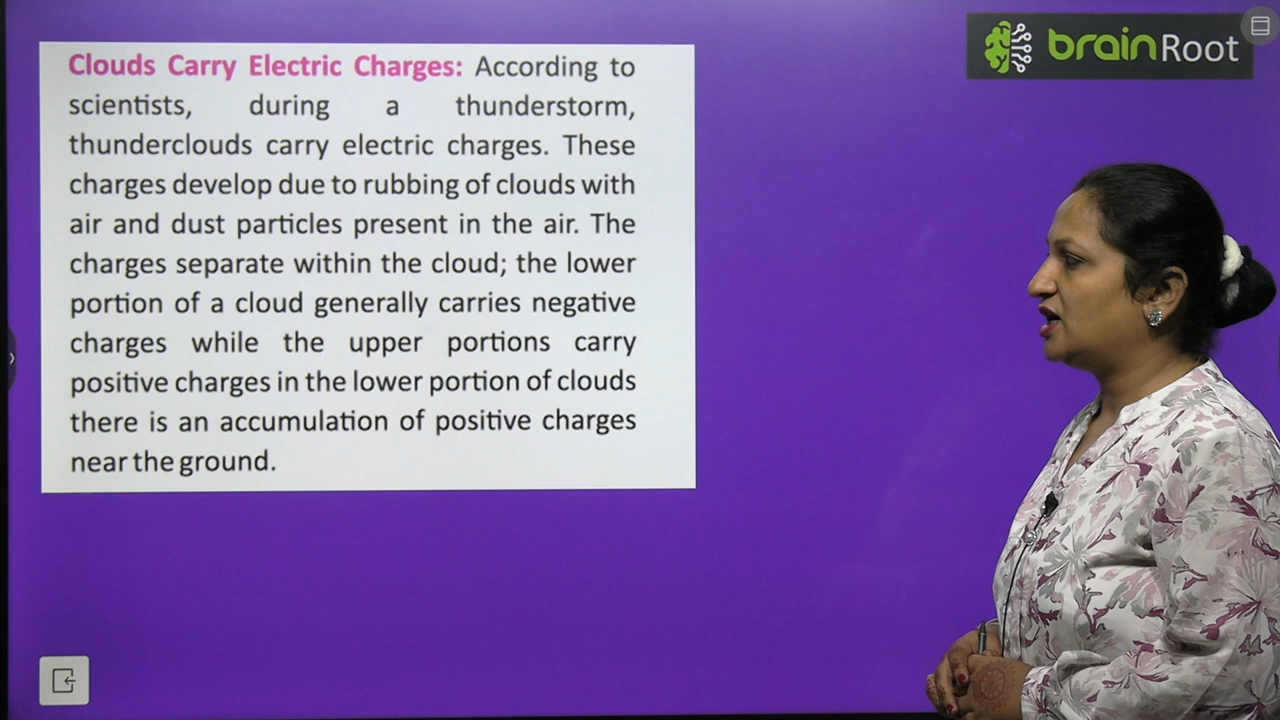 brainRoot
Clouds Carry Electric Charges: According to
scientists, during a thunderstorm,
thunderclouds carry electric charges. These
charges develop due to rubbing of clouds with
air and dust particles present in the air. The
charges separate within the cloud; the lower
portion of a cloud generally carries negative
charges while the upper portions carry
positive charges in the lower portion of clouds
there is an accumulation of positive charges
near the ground.